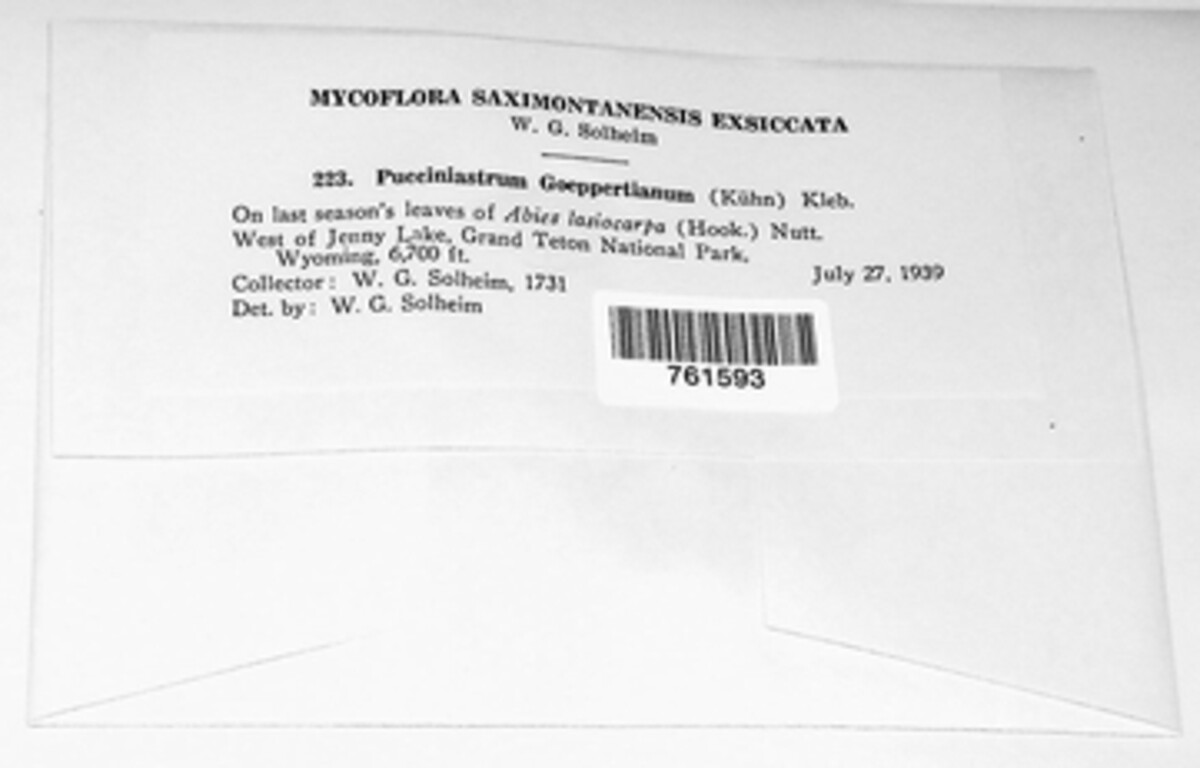 MYCOFLORA SAXIMONTANENSIS EXSICCATA
W. G. Solheim
223. Pucciniastrum Goeppertianum (Kühn) Kleb.
On last season's leaves of Abies lasiocarpa (Hook.) Nutt.
West of Jenny Lake, Grand Teton National Park,
Wyoming, 6,700 ft.
July 27, 1939
Collector: W. G. Solheim, 1731
Det. by: W. G. Solheim
761593